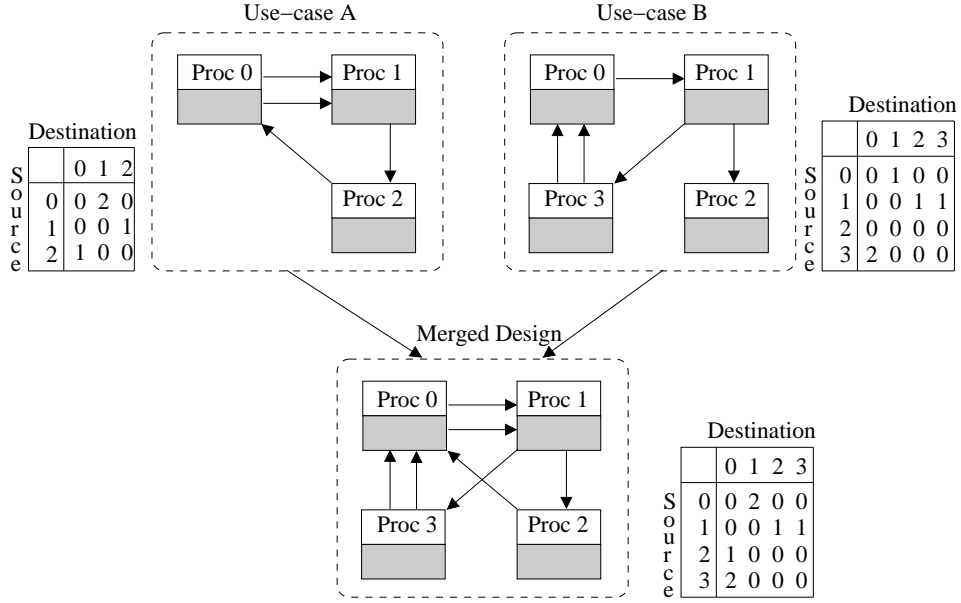 Use−case A
Proc 0
Proc 1
Proc 2
Destination
Source
0 1 2
0 0 2 0
1 0 0 1
2 1 0 0
Use−case B
Proc 0
Proc 1
Proc 3
Proc 2
Destination
Source
0 1 2 3
0 0 1 0 0
1 0 0 1 1
2 0 0 0 0
3 2 0 0 0
Merged Design
Proc 0
Proc 1
Proc 3
Proc 2
Destination
Source
0 1 2 3
0 0 2 0 0
1 0 0 1 1
2 1 0 0 0
3 2 0 0 0